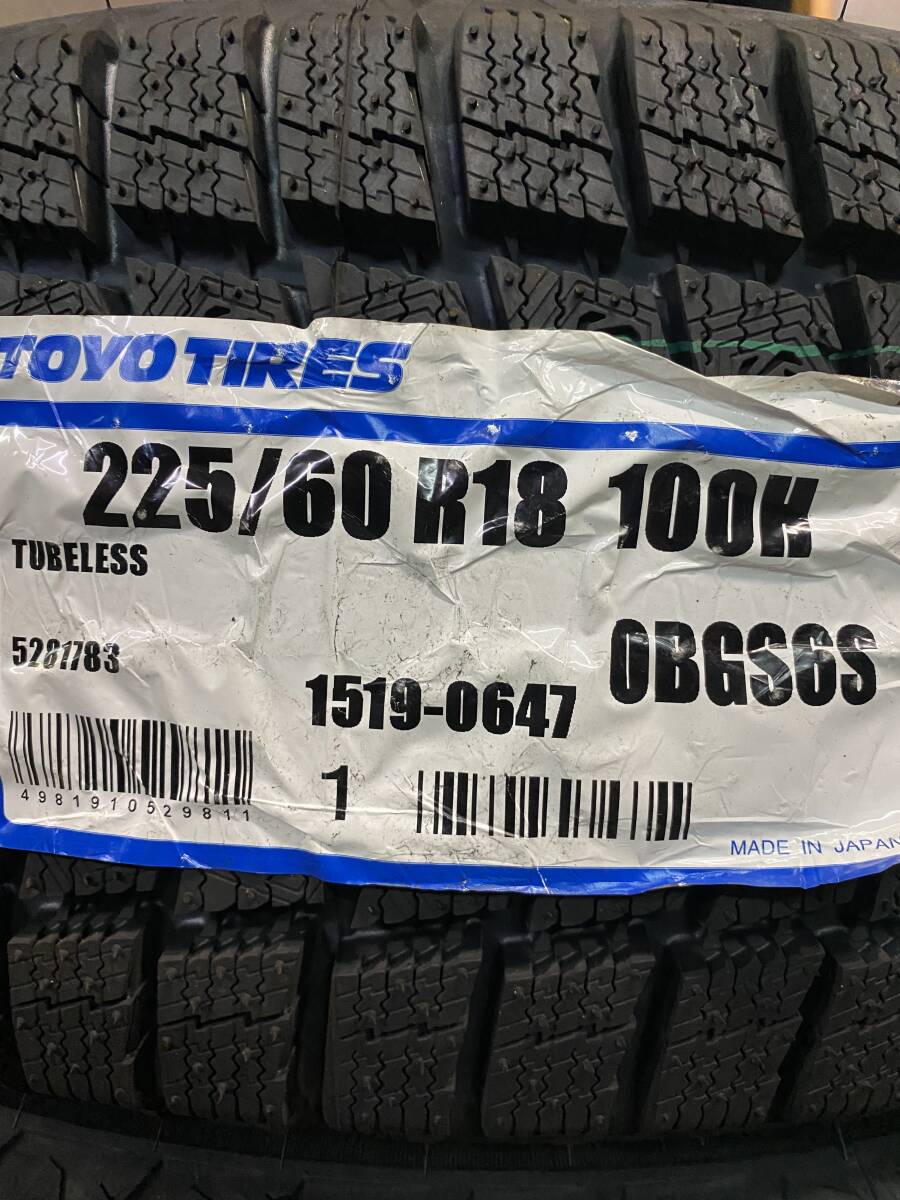 TOYO TIRES
225/60 R18 100H
TUBELESS
5281783
OBGS6S
1519-0647
1
4981910529811
MADE IN JAPAN